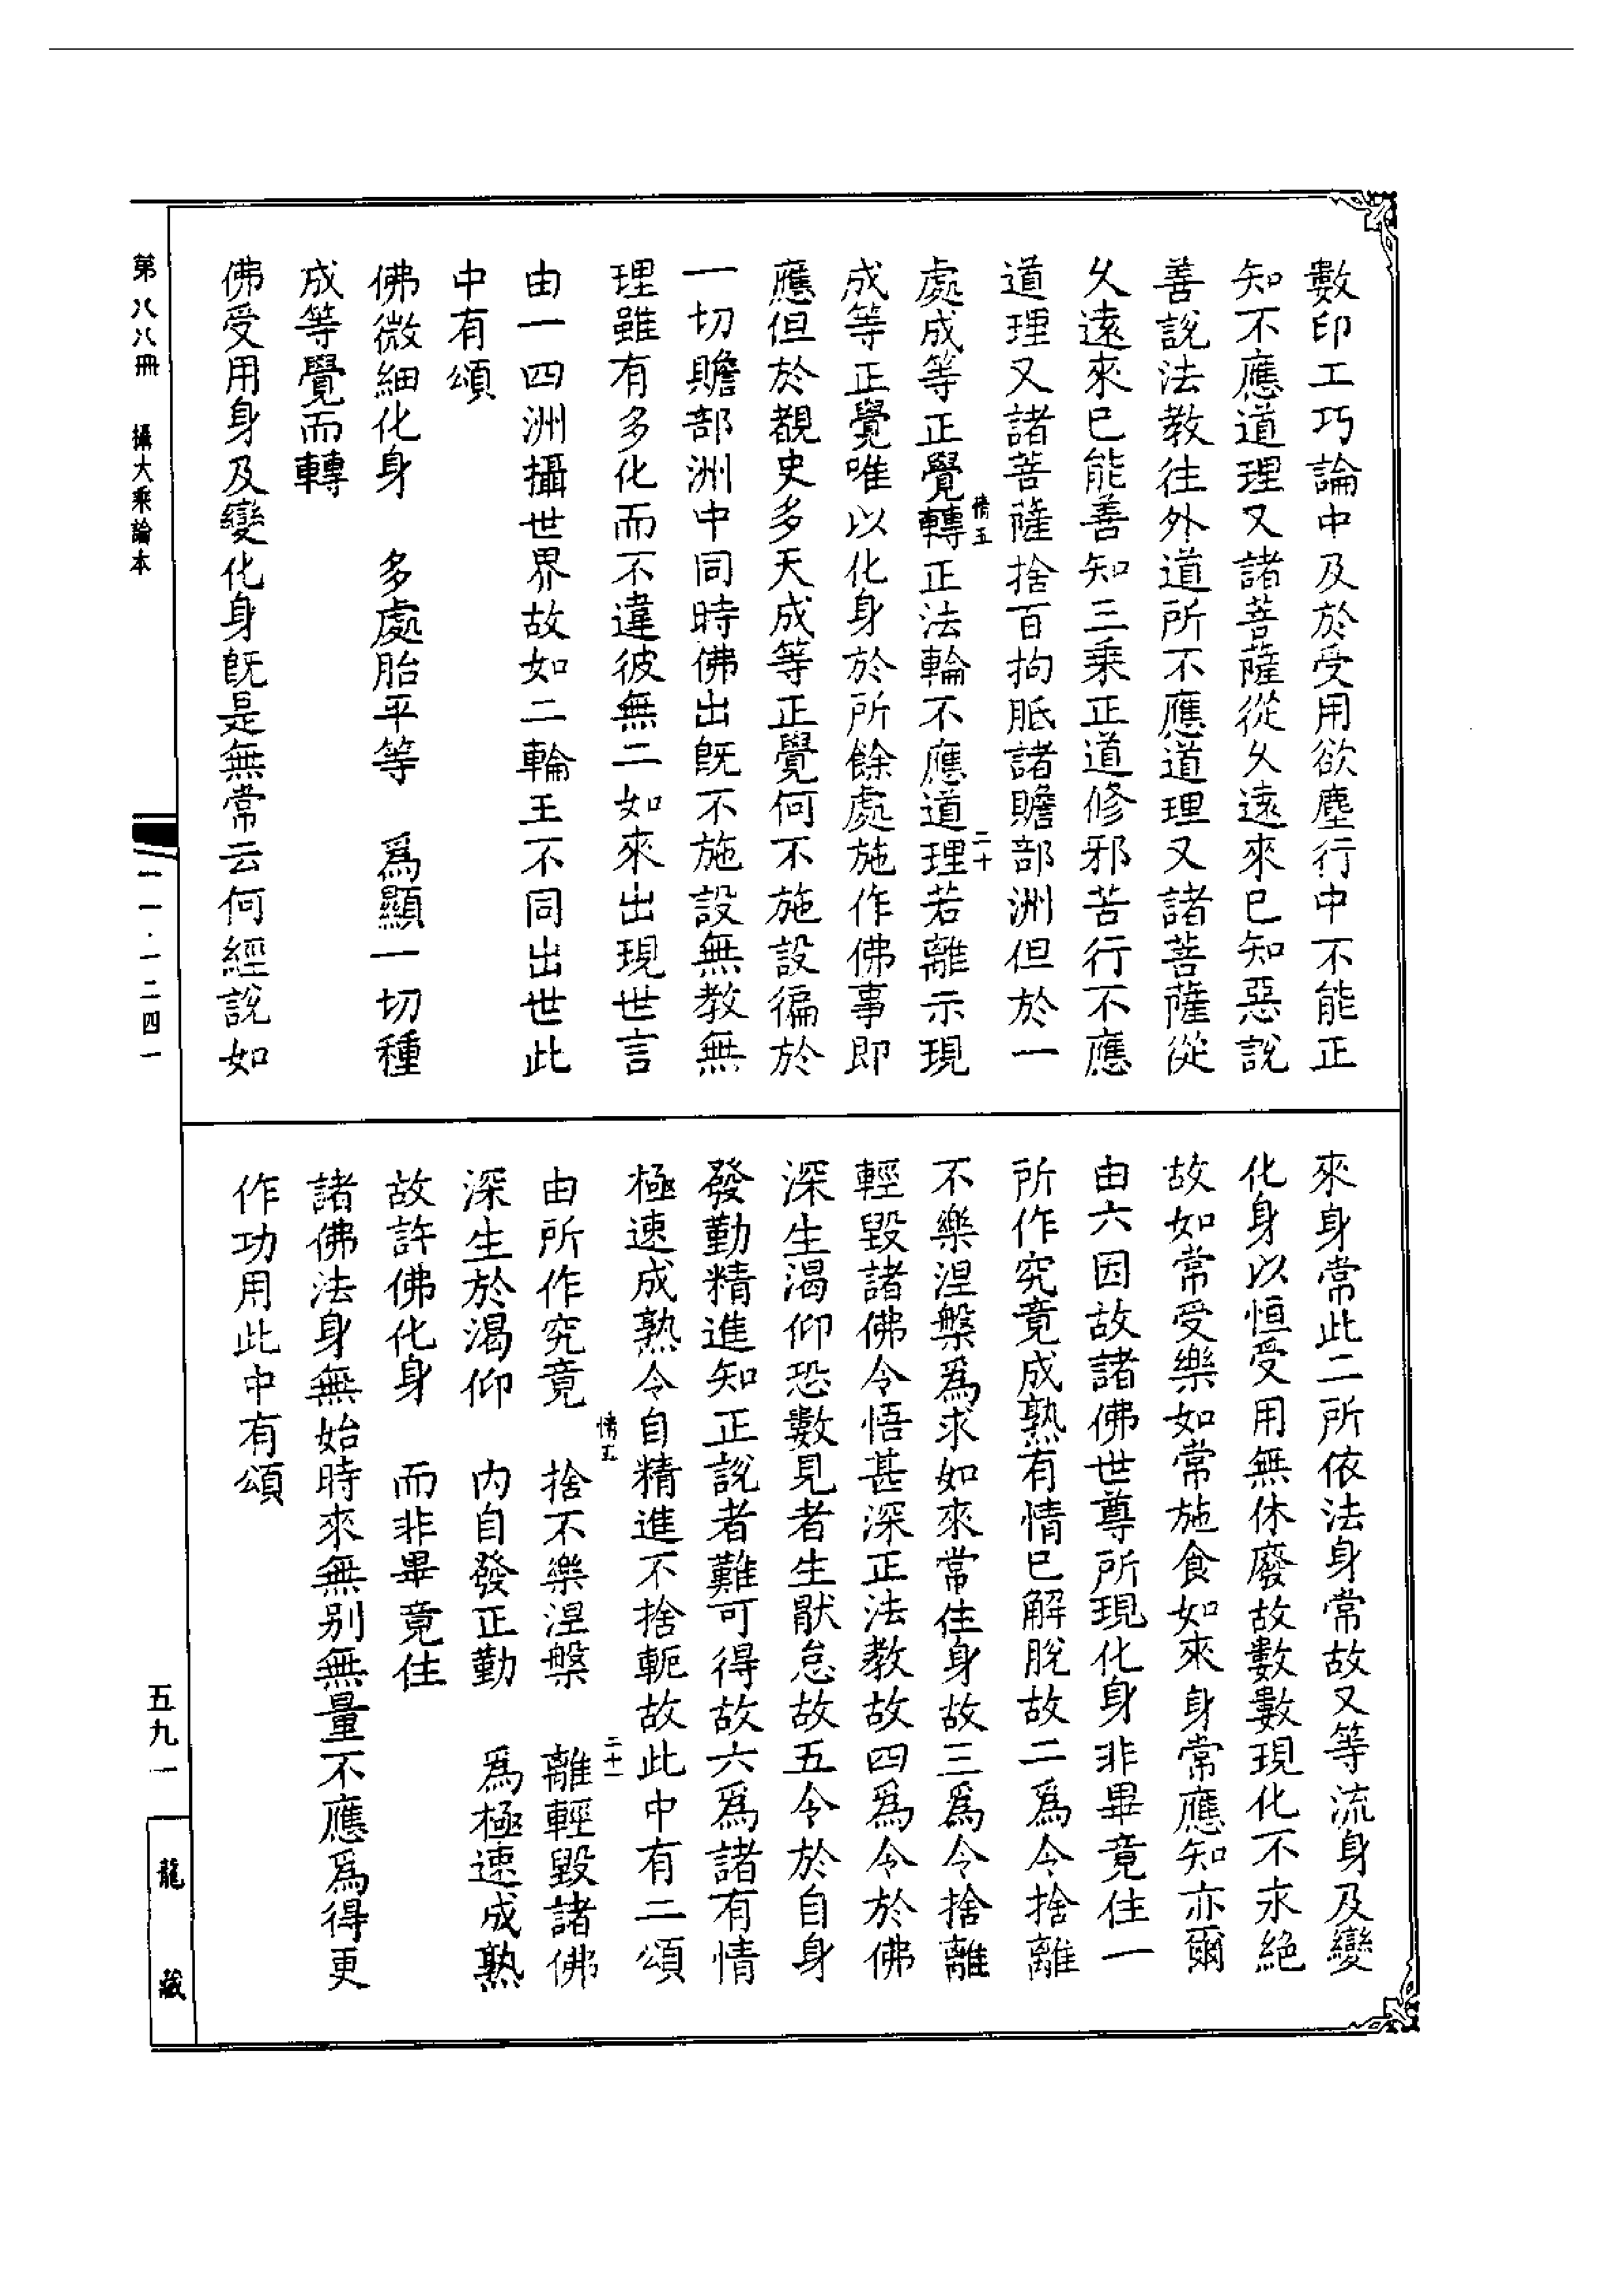 數印工巧論中及於受用欲塵行中不能正
知不應道理又諸菩薩從久遠來已知惡說
善說法教往外道所不應道理又諸菩薩從
久遠來已能善知三乘正道修邪苦行不應
道理又諸菩薩捨百拘胝諸贍部洲但於一
情五
二十
處成等正覺轉正法輪不應道理若離示現
成等正覺唯以化身於所餘處施作佛事即
應但於覩史多天成等正覺何不施設徧於
一切贍部洲中同時佛出旣不施設無教無
理雖有多化而不違彼無二如來出現世言
由一四洲攝世界故如二輪王不同出世此
中有頌
佛微細化身　多處胎平等　爲顯一切種
成等覺而轉
佛受用身及變化身旣是無常云何經說如
來身常此二所依法身常故又等流身及變
化身以恒受用無休廢故數數現化不永絕
故如常受樂如常施食如來身常應知亦爾
由六因故諸佛世尊所現化身非畢竟住一
所作究竟成熟有情已解脫故二爲令捨離
不樂涅槃爲求如來常住身故三爲令捨離
輕毀諸佛令悟甚深正法教故四爲令於佛
深生渴仰恐數見者生猒怠故五令於自身
發勤精進知正說者難可得故六爲諸有情
極速成熟令自精進不捨軛故此中有二頌
情五
二十一
由所作究竟　捨不樂涅槃　離輕毀諸佛
深生於渴仰　内自發正勤　爲極速成熟
故許佛化身　而非畢竟住
諸佛法身無始時來無别無量不應爲得更
作功用此中有頌
第八八冊　攝大乘論本
二一·一二四一
五九一
龍藏